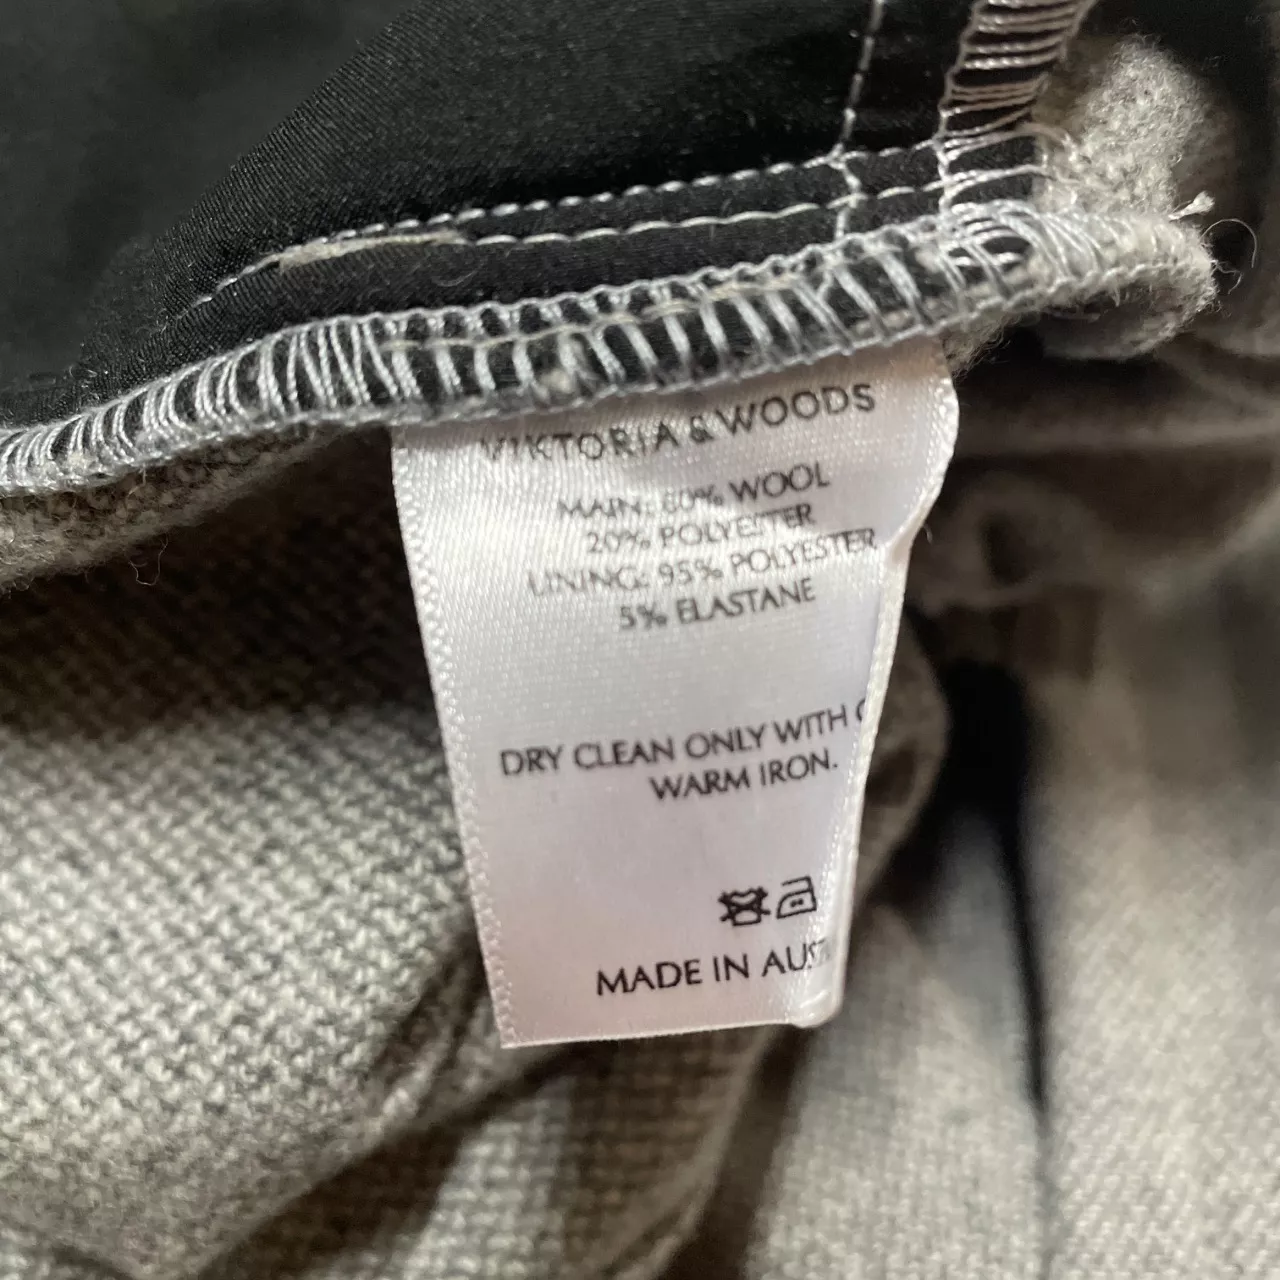 VIKTORIA & WOODS
MAIN: 80% WOOL
20% POLYESTER
LINING: 95% POLYESTER
5% ELASTANE
DRY CLEAN ONLY WITH
WARM IRON.
MADE IN